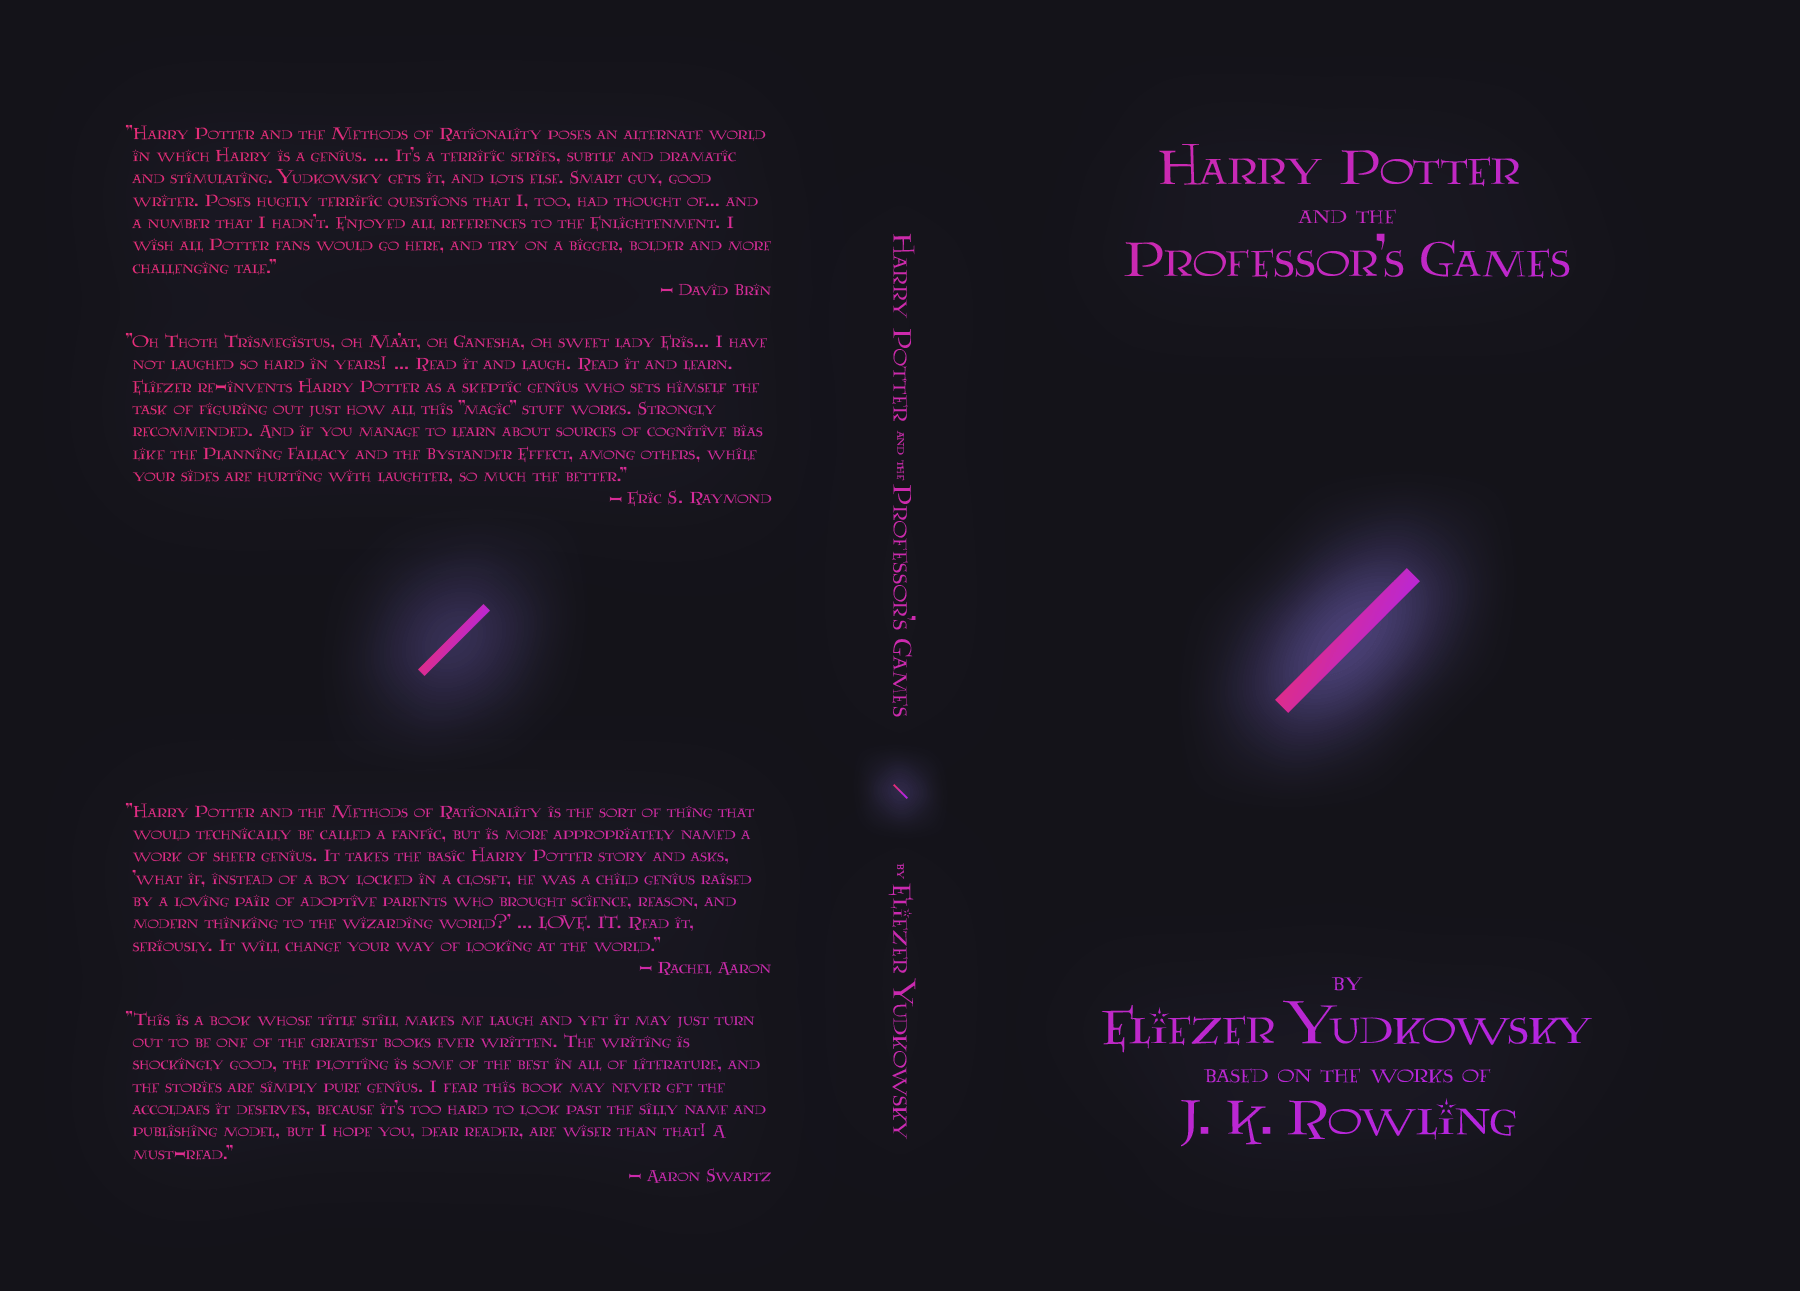 "Harry Potter and the Methods of Rationality poses an alternate world
in which Harry is a genius. ... It's a terrific series, subtle and dramatic
and stimulating. Yudkowsky gets it, and lots else. Smart guy, good
writer. Poses hugely terrific questions that I, too, had thought of... and
a number that I hadn't. Enjoyed all references to the Enlightenment. I
wish all Potter fans would go here, and try on a bigger, bolder and more
challenging tale."
- David Brin
"Oh Thoth Trismegistus, oh Ma'at, oh Ganesha, oh sweet lady Eris... I have
not laughed so hard in years! ... Read it and laugh. Read it and learn.
Eliezer re-invents Harry Potter as a skeptic genius who sets himself the
task of figuring out just how all this "magic" stuff works. Strongly
recommended. And if you manage to learn about sources of cognitive bias
like the Planning Fallacy and the Bystander Effect, among others, while
your sides are hurting with laughter, so much the better."
- Eric S. Raymond
"Harry Potter and the Methods of Rationality is the sort of thing that
would technically be called a fanfic, but is more appropriately named a
work of sheer genius. It takes the basic Harry Potter story and asks,
'what if, instead of a boy locked in a closet, he was a child genius raised
by a loving pair of adoptive parents who brought science, reason, and
modern thinking to the wizarding world?' ... LOVE. IT. Read it,
seriously. It will change your way of looking at the world."
- Rachel Aaron
"This is a book whose title still makes me laugh and yet it may just turn
out to be one of the greatest books ever written. The writing is
shockingly good, the plotting is some of the best in all of literature, and
the stories are simply pure genius. I fear this book may never get the
accoldaes it deserves, because it's too hard to look past the silly name and
publishing model, but I hope you, dear reader, are wiser than that! A
must-read."
- Aaron Swartz
Harry Potter and the Professor's Games
by Eliezer Yudkowsky
Harry Potter
and the
Professor's Games
by
Eliezer Yudkowsky
based on the works of
J. K. Rowling